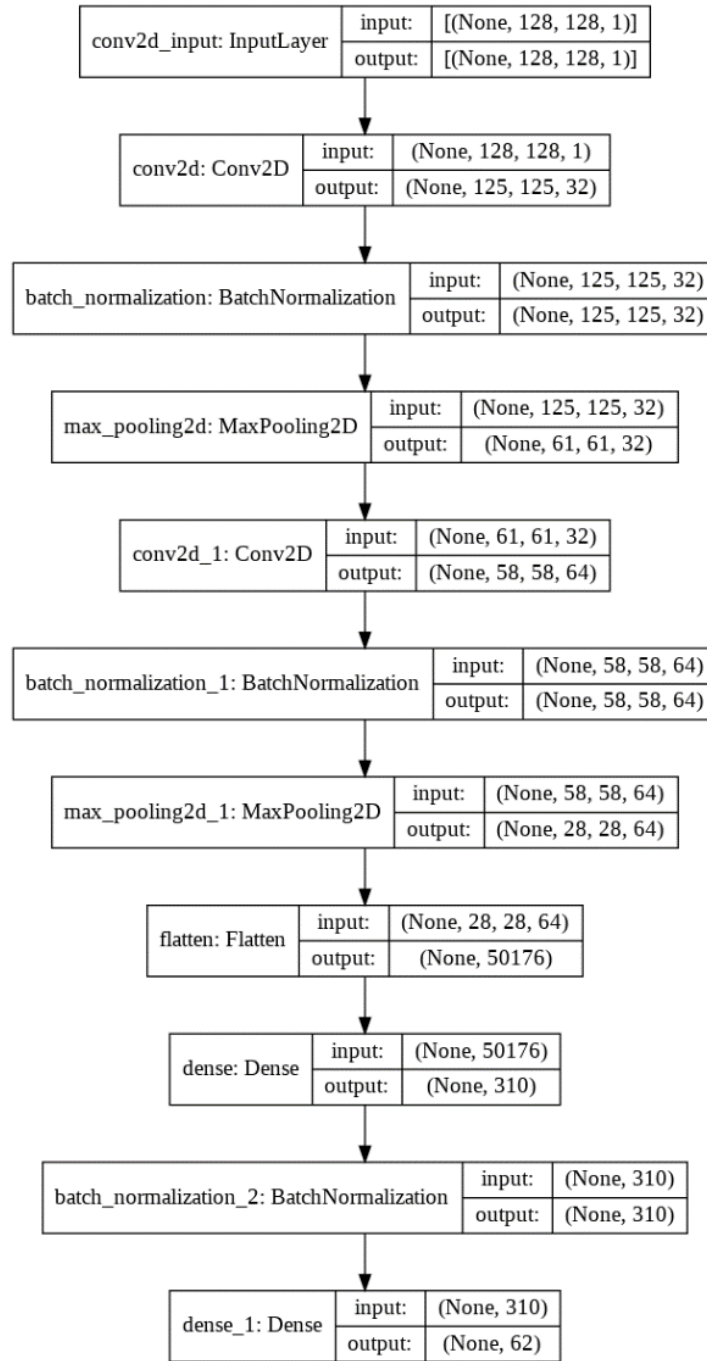 conv2d_input: InputLayer
input: [(None, 128, 128, 1)]
output: [(None, 128, 128, 1)]
conv2d: Conv2D
input: (None, 128, 128, 1)
output: (None, 125, 125, 32)
batch_normalization: BatchNormalization
input: (None, 125, 125, 32)
output: (None, 125, 125, 32)
max_pooling2d: MaxPooling2D
input: (None, 125, 125, 32)
output: (None, 61, 61, 32)
conv2d_1: Conv2D
input: (None, 61, 61, 32)
output: (None, 58, 58, 64)
batch_normalization_1: BatchNormalization
input: (None, 58, 58, 64)
output: (None, 58, 58, 64)
max_pooling2d_1: MaxPooling2D
input: (None, 58, 58, 64)
output: (None, 28, 28, 64)
flatten: Flatten
input: (None, 28, 28, 64)
output: (None, 50176)
dense: Dense
input: (None, 50176)
output: (None, 310)
batch_normalization_2: BatchNormalization
input: (None, 310)
output: (None, 310)
dense_1: Dense
input: (None, 310)
output: (None, 62)